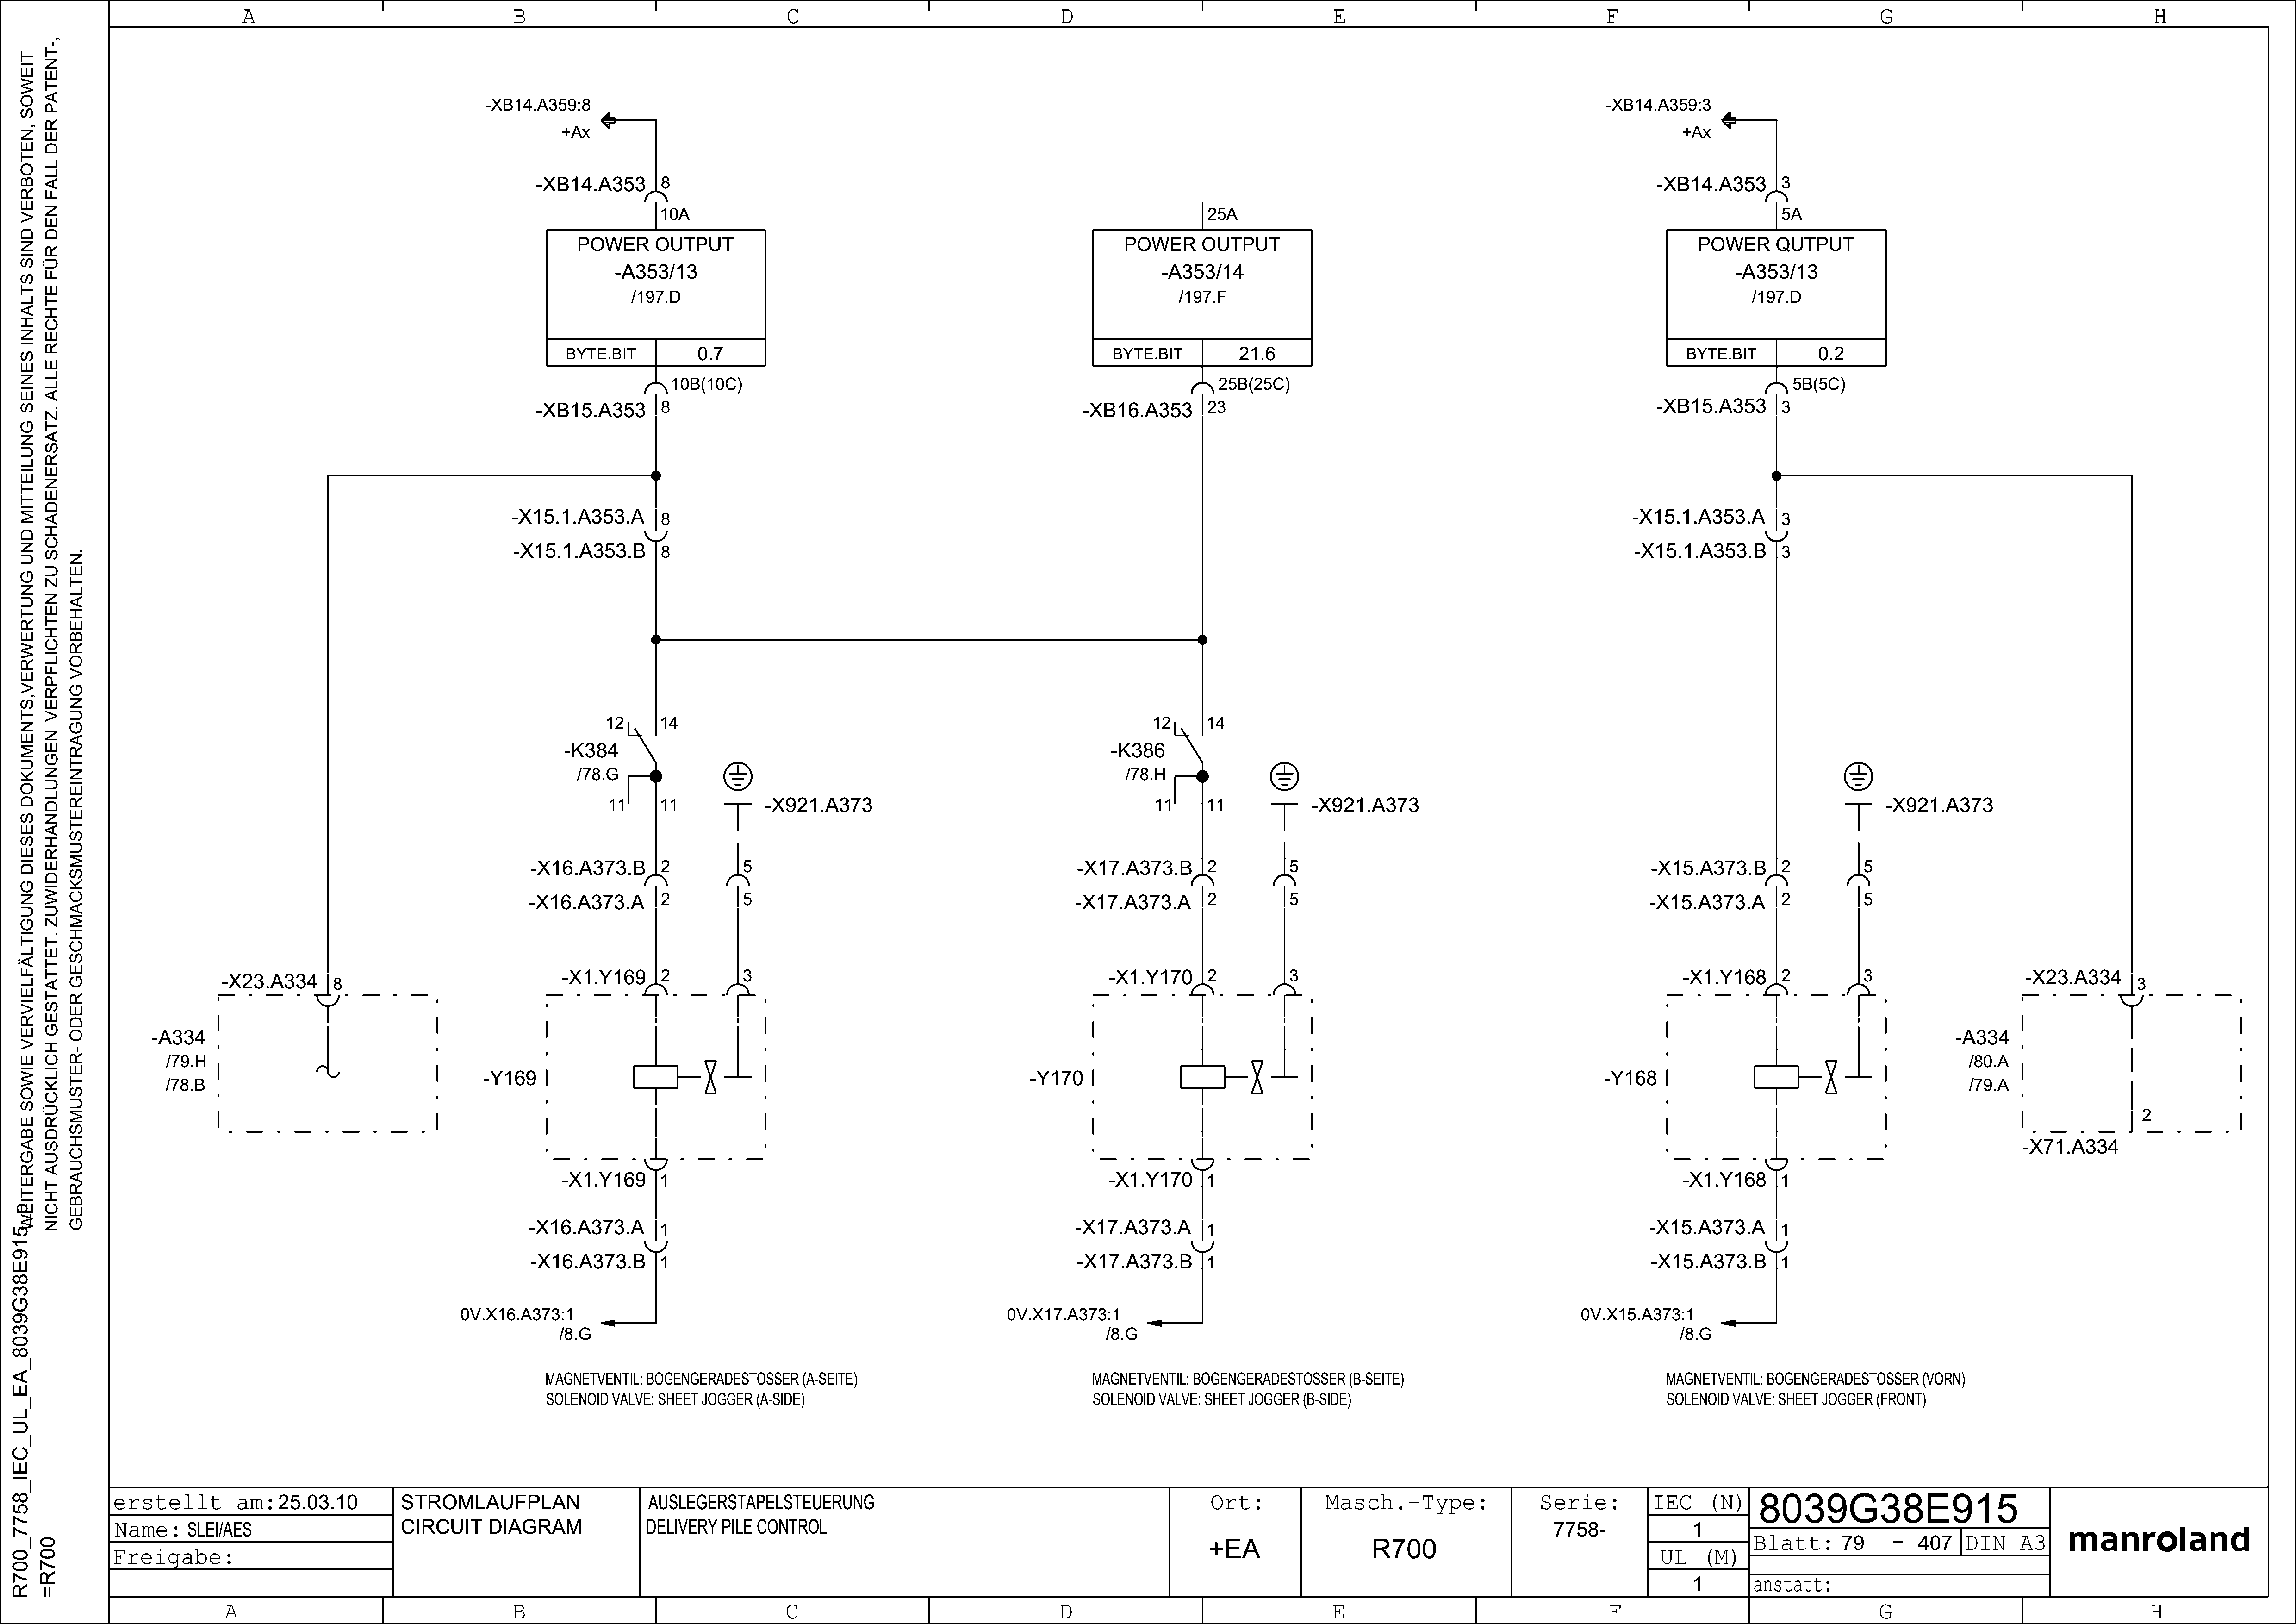 A B C D E F G H
-XB14.A359:8
+Ax
-XB14.A353 8
10A
POWER OUTPUT
-A353/13
/197.D
BYTE.BIT 0.7
10B(10C)
-XB15.A353 8
-X15.1.A353.A 8
-X15.1.A353.B 8
12 14
-K384
/78.G
11 11
-X921.A373
-X16.A373.B 2 5
-X16.A373.A 2 5
-X1.Y169 2 3
-Y169
-X1.Y169 1
-X16.A373.A 1
-X16.A373.B 1
0V.X16.A373:1
/8.G
MAGNETVENTIL: BOGENGERADESTOSSER (A-SEITE)
SOLENOID VALVE: SHEET JOGGER (A-SIDE)
-X23.A334 8
-A334
/79.H
/78.B
25A
POWER OUTPUT
-A353/14
/197.F
BYTE.BIT 21.6
25B(25C)
-XB16.A353 23
12 14
-K386
/78.H
11 11
-X921.A373
-X17.A373.B 2 5
-X17.A373.A 2 5
-X1.Y170 2 3
-Y170
-X1.Y170 1
-X17.A373.A 1
-X17.A373.B 1
0V.X17.A373:1
/8.G
MAGNETVENTIL: BOGENGERADESTOSSER (B-SEITE)
SOLENOID VALVE: SHEET JOGGER (B-SIDE)
-XB14.A359:3
+Ax
-XB14.A353 3
5A
POWER QUTPUT
-A353/13
/197.D
BYTE.BIT 0.2
5B(5C)
-XB15.A353 3
-X15.1.A353.A 3
-X15.1.A353.B 3
-X921.A373
-X15.A373.B 2 5
-X15.A373.A 2 5
-X1.Y168 2 3
-Y168
-X1.Y168 1
-X15.A373.A 1
-X15.A373.B 1
0V.X15.A373:1
/8.G
MAGNETVENTIL: BOGENGERADESTOSSER (VORN)
SOLENOID VALVE: SHEET JOGGER (FRONT)
-X23.A334 3
-A334
/80.A
/79.A
2
-X71.A334
WEITERGABE SOWIE VERVIELFÄLTIGUNG DIESES DOKUMENTS,VERWERTUNG UND MITTEILUNG SEINES INHALTS SIND VERBOTEN, SOWEIT
NICHT AUSDRÜCKLICH GESTATTET. ZUWIDERHANDLUNGEN VERPFLICHTEN ZU SCHADENERSATZ. ALLE RECHTE FÜR DEN FALL DER PATENT-,
GEBRAUCHSMUSTER- ODER GESCHMACKSMUSTEREINTRAGUNG VORBEHALTEN.
R700_7758_IEC_UL_EA_8039G38E915_
=R700
erstellt am: 25.03.10
Name: SLEI/AES
Freigabe:
STROMLAUFPLAN
CIRCUIT DIAGRAM
AUSLEGERSTAPELSTEUERUNG
DELIVERY PILE CONTROL
Ort:
+EA
Masch.-Type:
R700
Serie:
7758-
IEC (N)
1
UL (M)
1
8039G38E915
Blatt: 79 - 407 DIN A3
anstatt:
manroland
A B C D E F G H